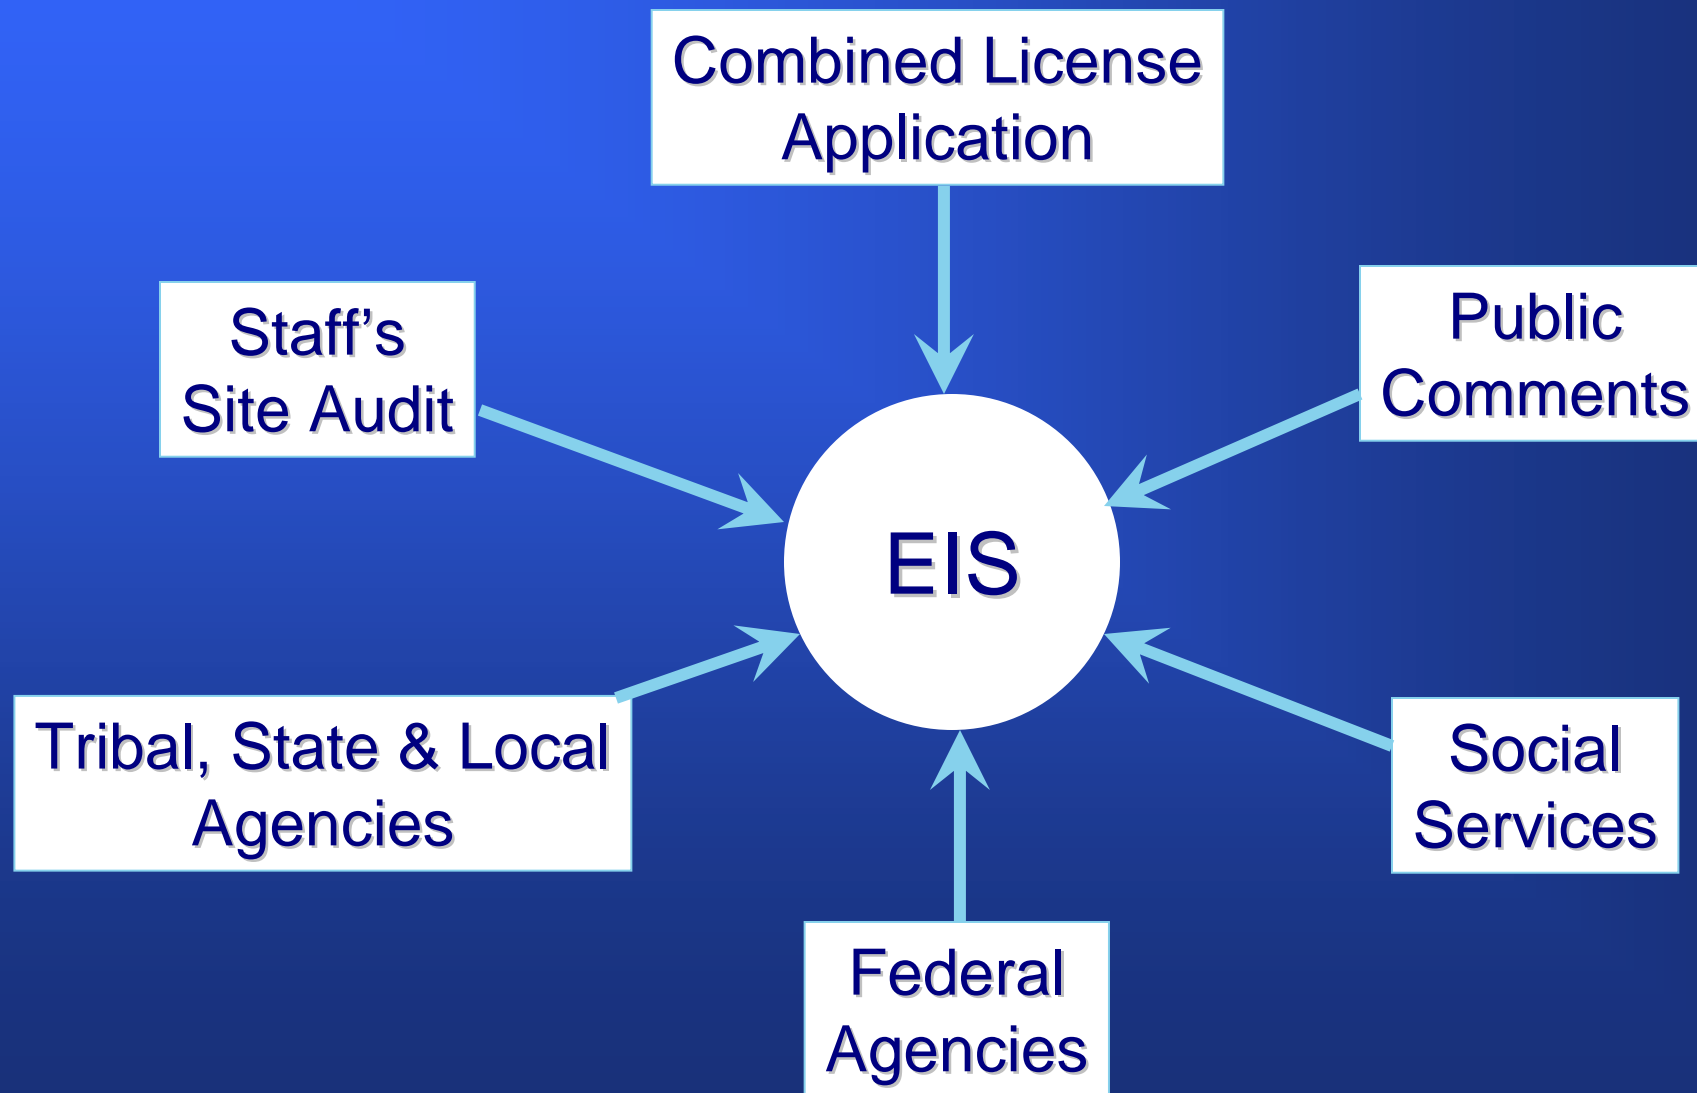 Combined License
Application
Staff’s
Site Audit
Public
Comments
EIS
Tribal, State & Local
Agencies
Social
Services
Federal
Agencies